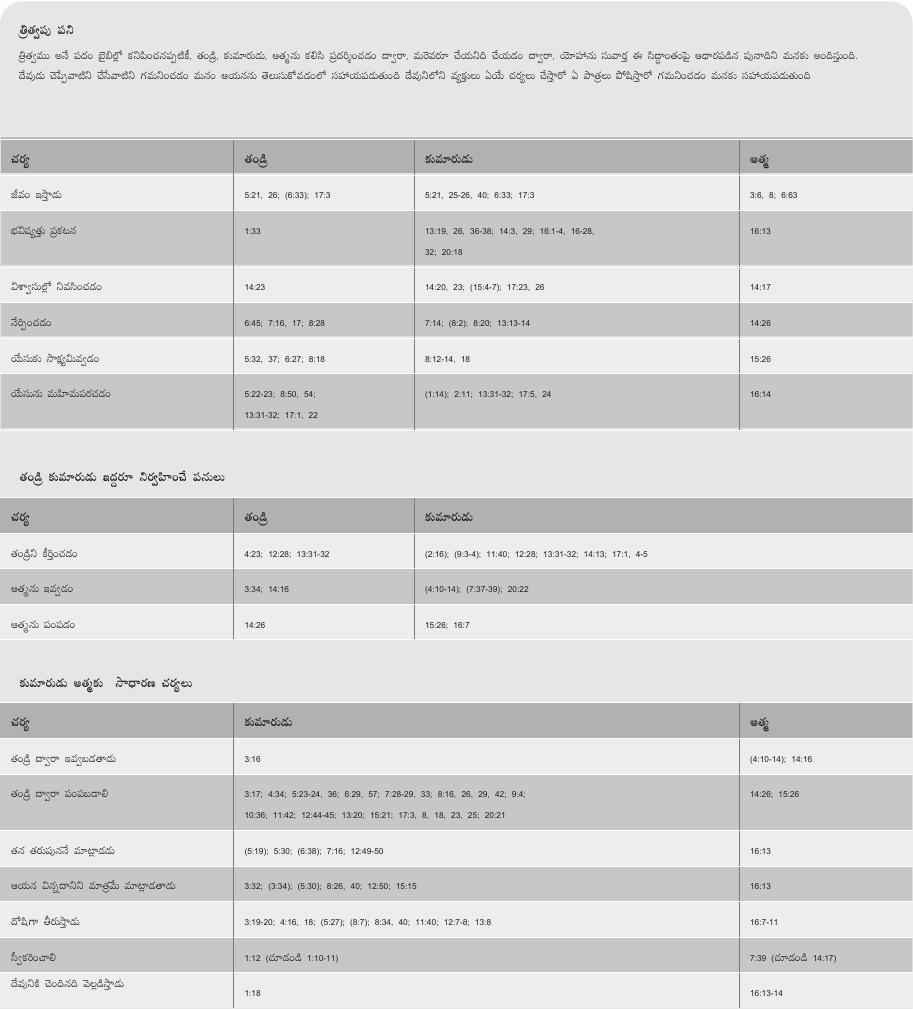 త్రిత్వపు పని
త్రిత్వము అనే పదం బైబిల్లో కనిపించనప్పటికీ, తండ్రి, కుమారుడు, ఆత్మను కలిసి ప్రదర్శించడం ద్వారా, మరెవరూ చేయనిది చేయడం ద్వారా, యోహాను సువార్త ఈ సిద్ధాంతంపై ఆధారపడిన పునాదిని మనకు అందిస్తుంది.
దేవుడు చెప్పేవాటిని చేసేవాటిని గమనించడం మనం ఆయనను తెలుసుకోవడంలో సహాయపడుతుంది దేవునిలోని వ్యక్తులు ఏయే చర్యలు చేస్తారో ఏ పాత్రలు పోషిస్తారో గమనించడం మనకు సహాయపడుతుంది
చర్య తండ్రి కుమారుడు ఆత్మ
జీవం ఇస్తాడు 5:21, 26; (6:33); 17:3 5:21, 25-26, 40; 6:33; 17:3 3:6, 8; 6:63
భవిష్యత్తు ప్రకటన 1:33 13:19, 26, 36-38; 14:3, 29; 16:1-4, 16-28, 16:13
32; 20:18
విశ్వాసుల్లో నివసించడం 14:23 14:20, 23; (15:4-7); 17:23, 26 14:17
నేర్పించడం 6:45; 7:16, 17; 8:28 7:14; (8:2); 8:20; 13:13-14 14:26
యేసుకు సాక్ష్యమివ్వడం 5:32, 37; 6:27; 8:18 8:12-14, 18 15:26
యేసును మహిమపరచడం 5:22-23; 8:50, 54; (1:14); 2:11; 13:31-32; 17:5, 24 16:14
13:31-32; 17:1, 22
తండ్రి కుమారుడు ఇద్దరూ నిర్వహించే పనులు
చర్య తండ్రి కుమారుడు
తండ్రిని కీర్తించడం 4:23; 12:28; 13:31-32 (2:16); (9:3-4); 11:40; 12:28; 13:31-32; 14:13; 17:1, 4-5
ఆత్మను ఇవ్వడం 3:34; 14:16 (4:10-14); (7:37-39); 20:22
ఆత్మను పంపడం 14:26 15:26; 16:7
కుమారుడు ఆత్మకు సాధారణ చర్యలు
చర్య కుమారుడు ఆత్మ
తండ్రి ద్వారా ఇవ్వబడతాడు 3:16 (4:10-14); 14:16
తండ్రి ద్వారా పంపబడాలి 3:17; 4:34; 5:23-24, 36; 6:29, 57; 7:28-29, 33; 8:16, 26, 29, 42; 9:4; 14:26; 15:26
10:36; 11:42; 12:44-45; 13:20; 15:21; 17:3, 8, 18, 23, 25; 20:21
తన తరుపుననే మాట్లాడడు (5:19); 5:30; (6:38); 7:16; 12:49-50 16:13
ఆయన విన్నదానిని మాత్రమే మాట్లాడతాడు 3:32; (3:34); (5:30); 8:26, 40; 12:50; 15:15 16:13
దోషిగా తీరుస్తాడు 3:19-20; 4:16, 18; (5:27); (8:7); 8:34, 40; 11:40; 12:7-8; 13:8 16:7-11
స్వీకరించాలి 1:12 (చూడండి 1:10-11) 7:39 (చూడండి 14:17)
దేవునికి చెందినది వెల్లడిస్తాడు 1:18 16:13-14